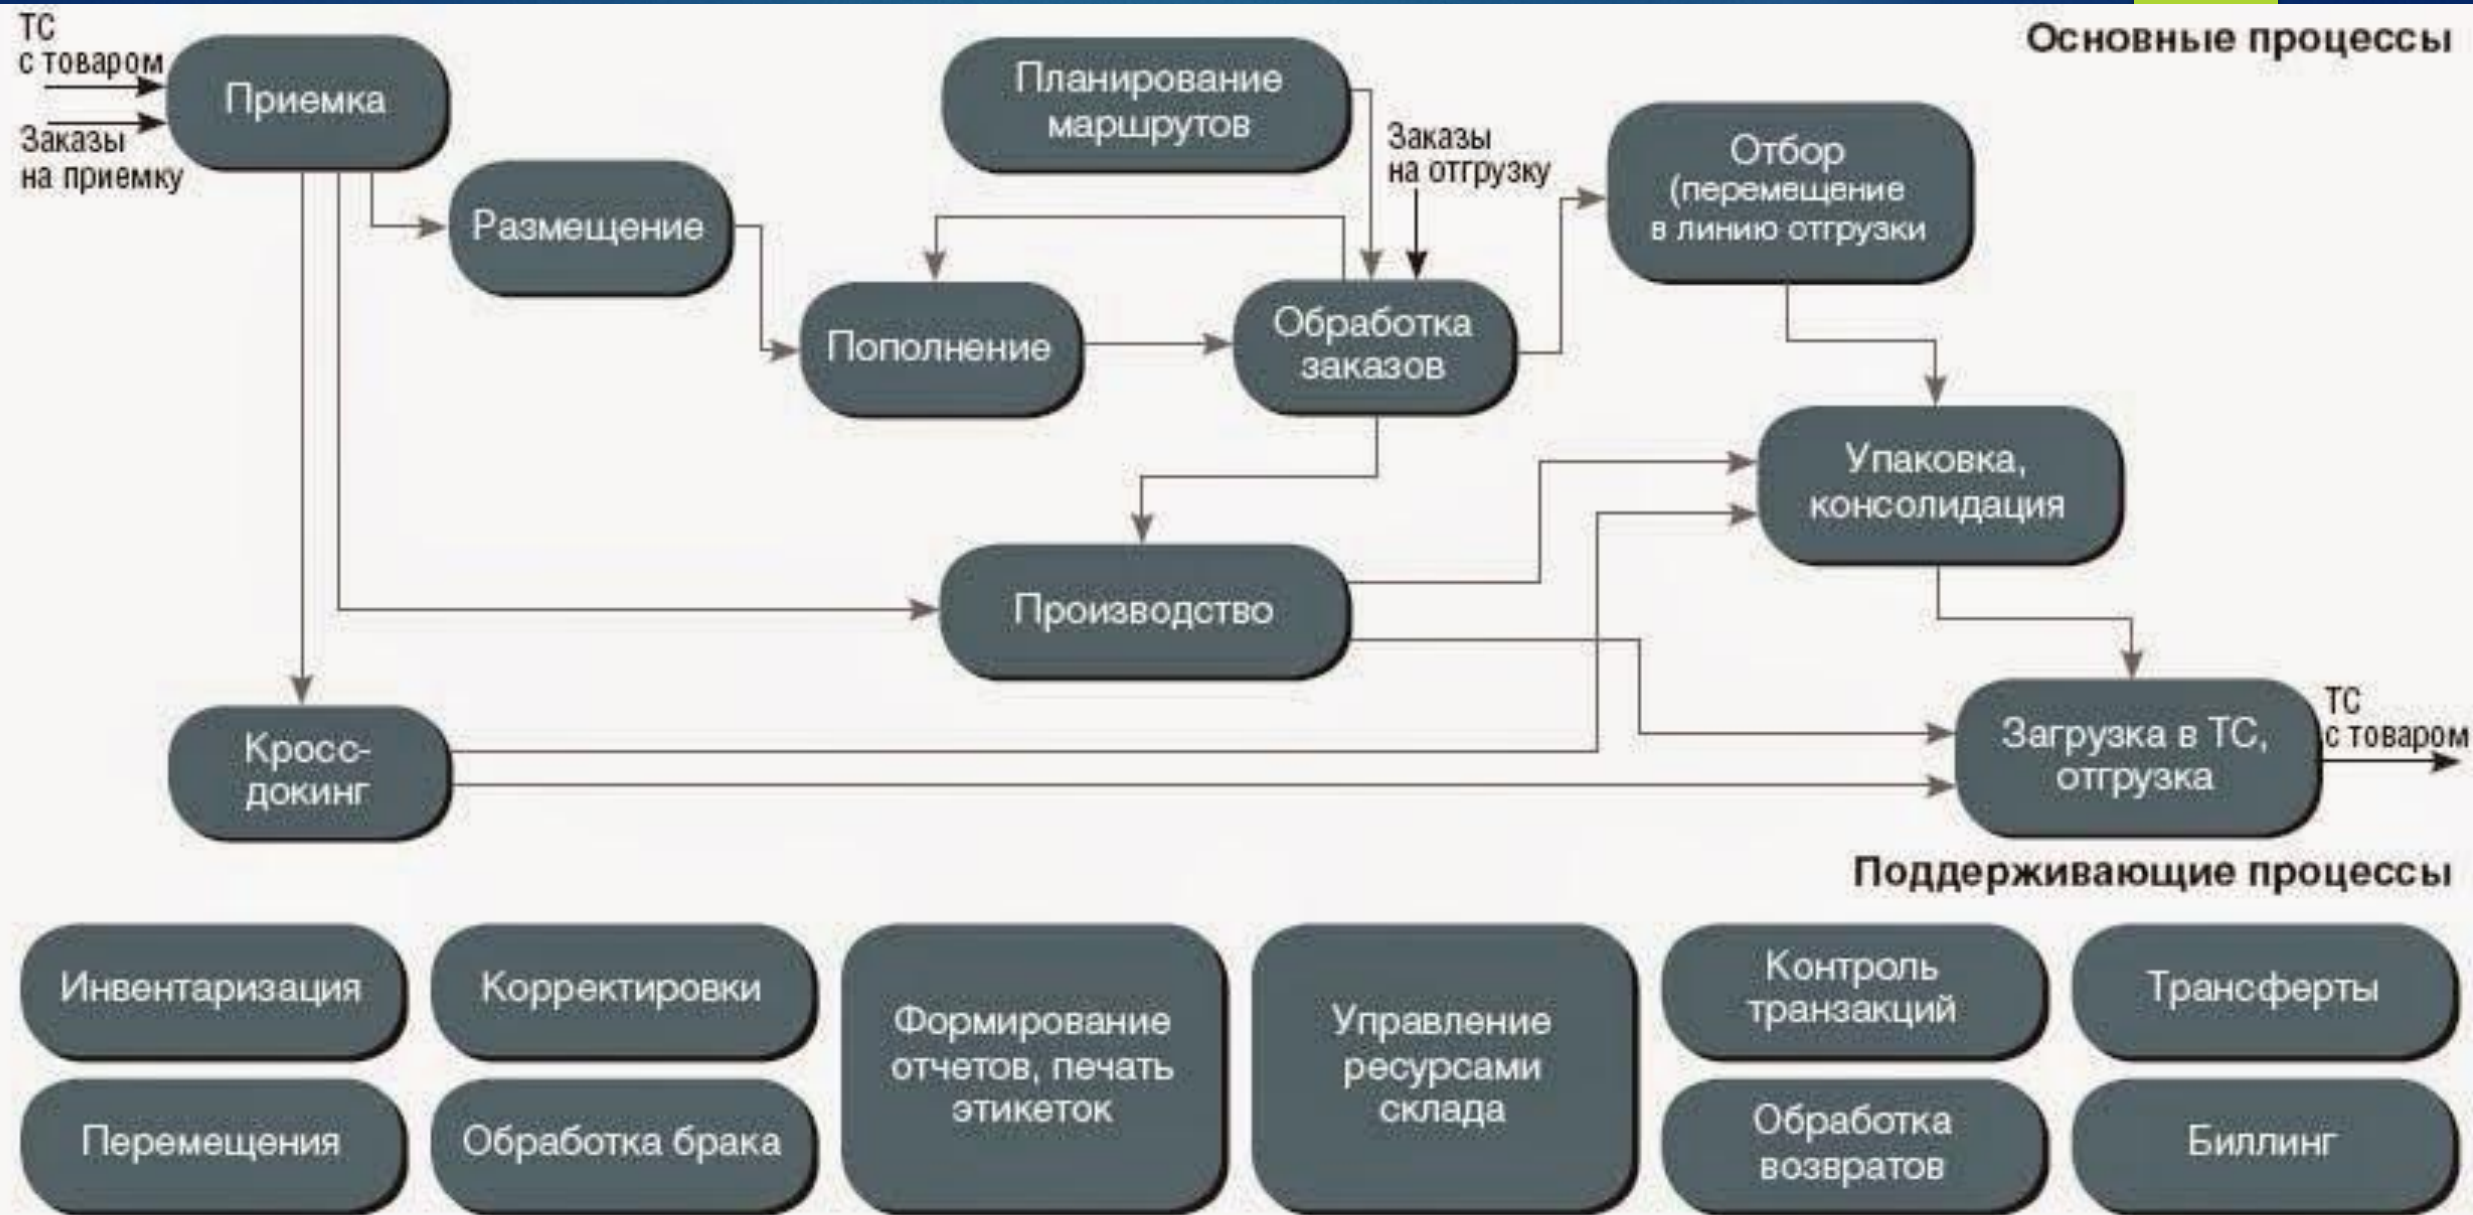 ТС
с товаром
Заказы
на приемку
Приемка
Размещение
Планирование
маршрутов
Заказы
на отгрузку
Основные процессы
Отбор
(перемещение
в линию отгрузки
Пополнение
Обработка
заказов
Упаковка,
консолидация
Производство
Кросс-
докинг
Загрузка в ТС,
отгрузка
ТС
с товаром
Поддерживающие процессы
Инвентаризация
Корректировки
Формирование
отчетов, печать
этикеток
Управление
ресурсами
склада
Контроль
транзакций
Трансферты
Перемещения
Обработка брака
Обработка
возвратов
Биллинг